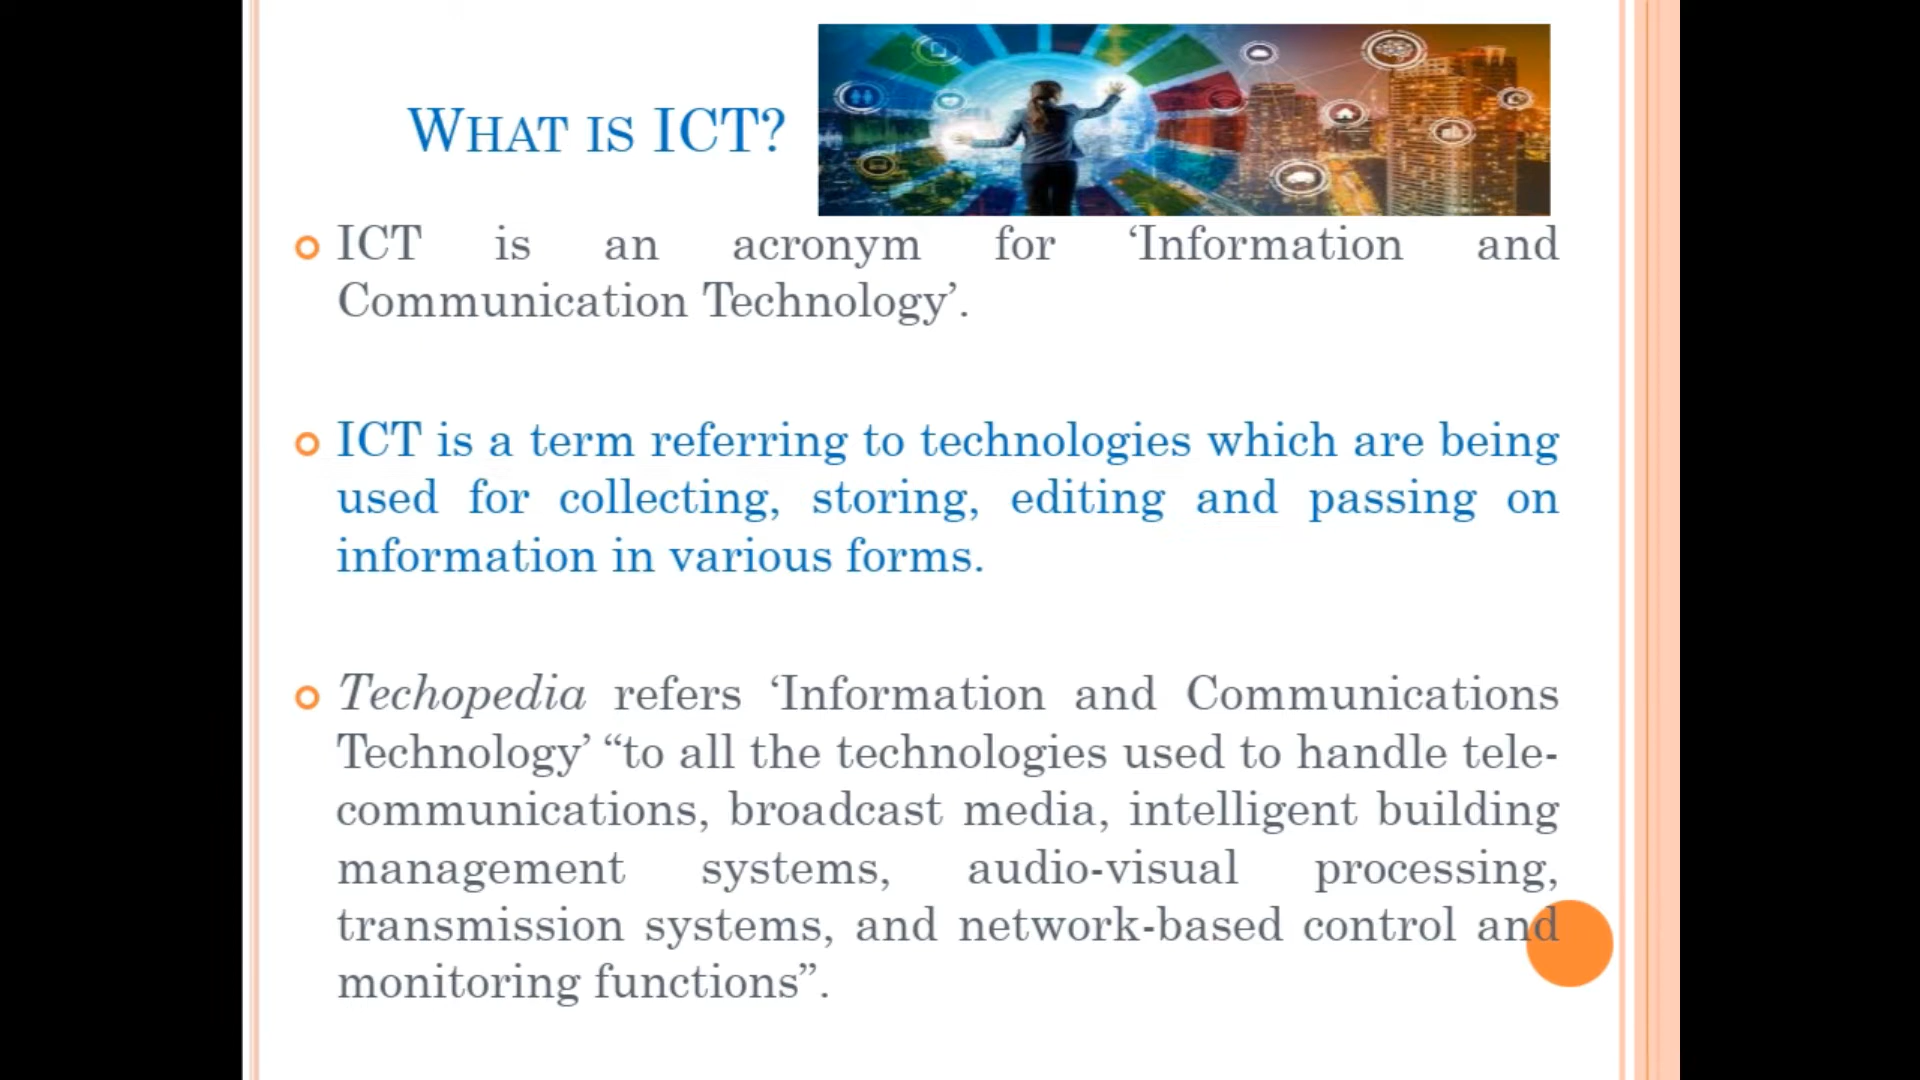 WHAT IS ICT?
ICT is an acronym for ‘Information and
Communication Technology’.
ICT is a term referring to technologies which are being
used for collecting, storing, editing and passing on
information in various forms.
Techopedia refers ‘Information and Communications
Technology’ “to all the technologies used to handle tele-
communications, broadcast media, intelligent building
management systems, audio-visual processing,
transmission systems, and network-based control and
monitoring functions”.